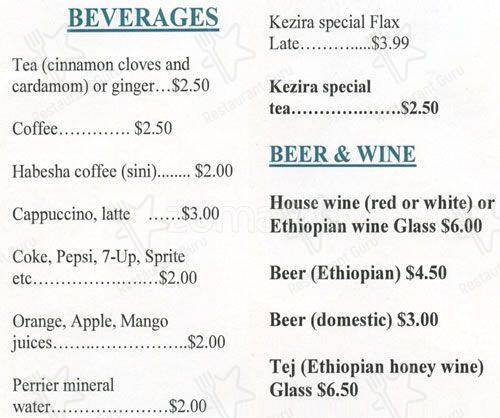 BEVERAGES
Tea (cinnamon cloves and
cardamom) or ginger…$2.50
Coffee…………. $2.50
Habesha coffee (sini)........ $2.00
Cappuccino, latte ……$3.00
Coke, Pepsi, 7-Up, Sprite
etc…………………..$2.00
Orange, Apple, Mango
juices……..……………$2.00
Perrier mineral
water…………………$2.00
Kezira special Flax
Late…….......$3.99
Kezira special
tea………….…….$2.50
BEER & WINE
House wine (red or white) or
Ethiopian wine Glass $6.00
Beer (Ethiopian) $4.50
Beer (domestic) $3.00
Tej (Ethiopian honey wine)
Glass $6.50
zomato
Restaurant Guru